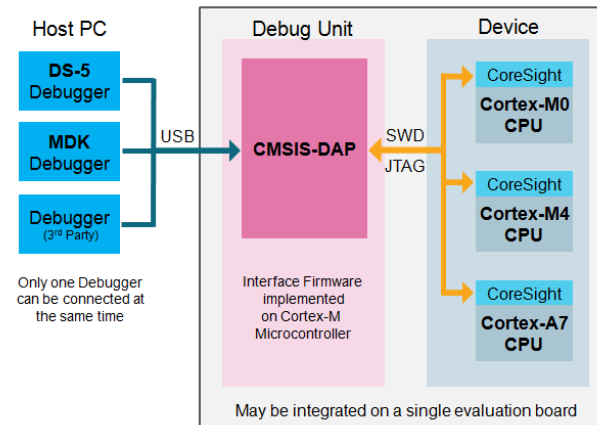 Host PC
DS-5
Debugger
MDK
Debugger
Debugger
(3rd Party)
Only one Debugger
can be connected at
the same time
USB
Debug Unit
CMSIS-DAP
Interface Firmware
implemented
on Cortex-M
Microcontroller
SWD
JTAG
Device
CoreSight
Cortex-M0
CPU
CoreSight
Cortex-M4
CPU
CoreSight
Cortex-A7
CPU
May be integrated on a single evaluation board